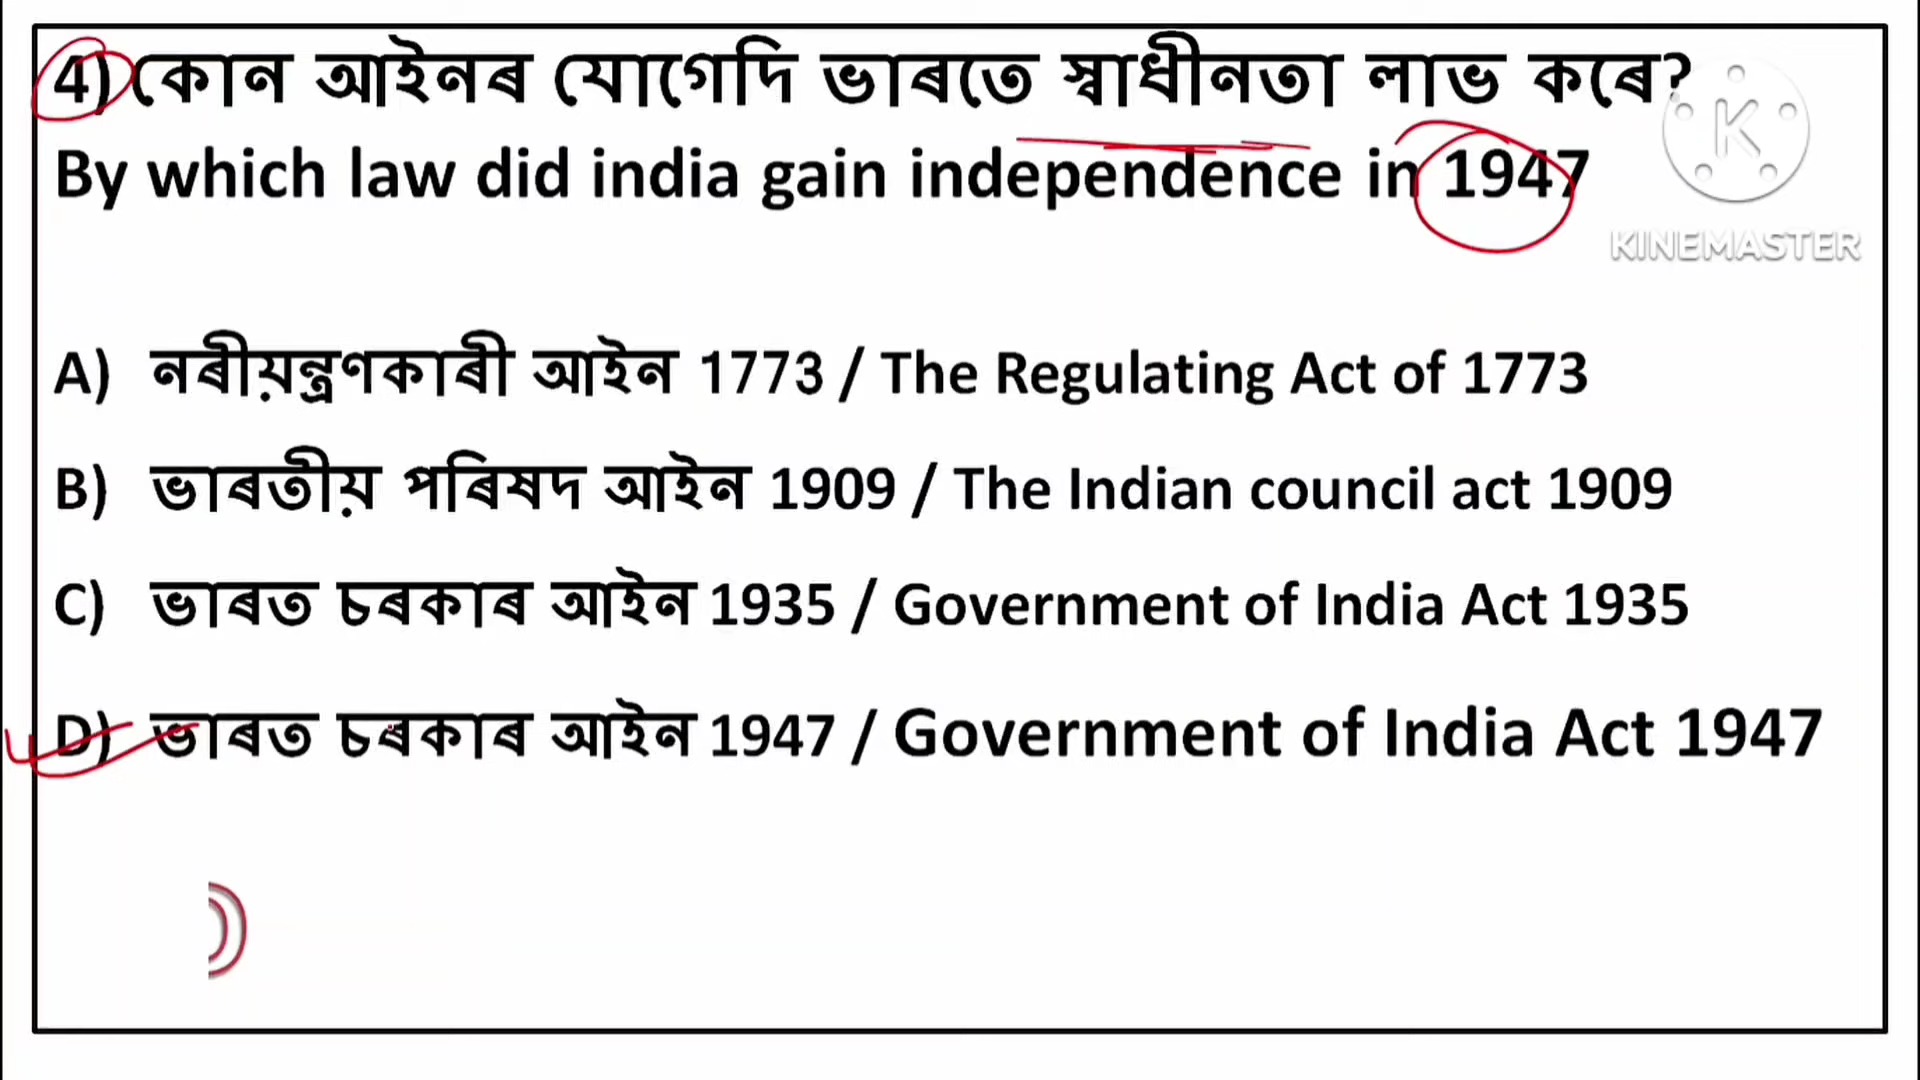 4) কোন আইনৰ যোগেদি ভাৰতে স্বাধীনতা লাভ কৰে?
By which law did india gain independence in 1947
K
KINEMASTER
A) নৰীয়ন্ত্ৰণকাৰী আইন 1773 / The Regulating Act of 1773
B) ভাৰতীয় পৰিষদ আইন 1909 / The Indian council act 1909
C) ভাৰত চৰকাৰ আইন 1935 / Government of India Act 1935
D) ভাৰত চৰকাৰ আইন 1947 / Government of India Act 1947